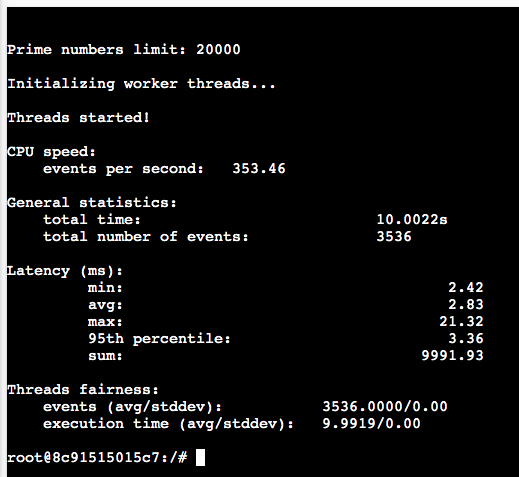 Prime numbers limit: 20000
Initializing worker threads...
Threads started!
CPU speed:
events per second: 353.46
General statistics:
total time: 10.0022s
total number of events: 3536
Latency (ms):
min: 2.42
avg: 2.83
max: 21.32
95th percentile: 3.36
sum: 9991.93
Threads fairness:
events (avg/stddev): 3536.0000/0.00
execution time (avg/stddev): 9.9919/0.00
root@8c91515015c7:/#